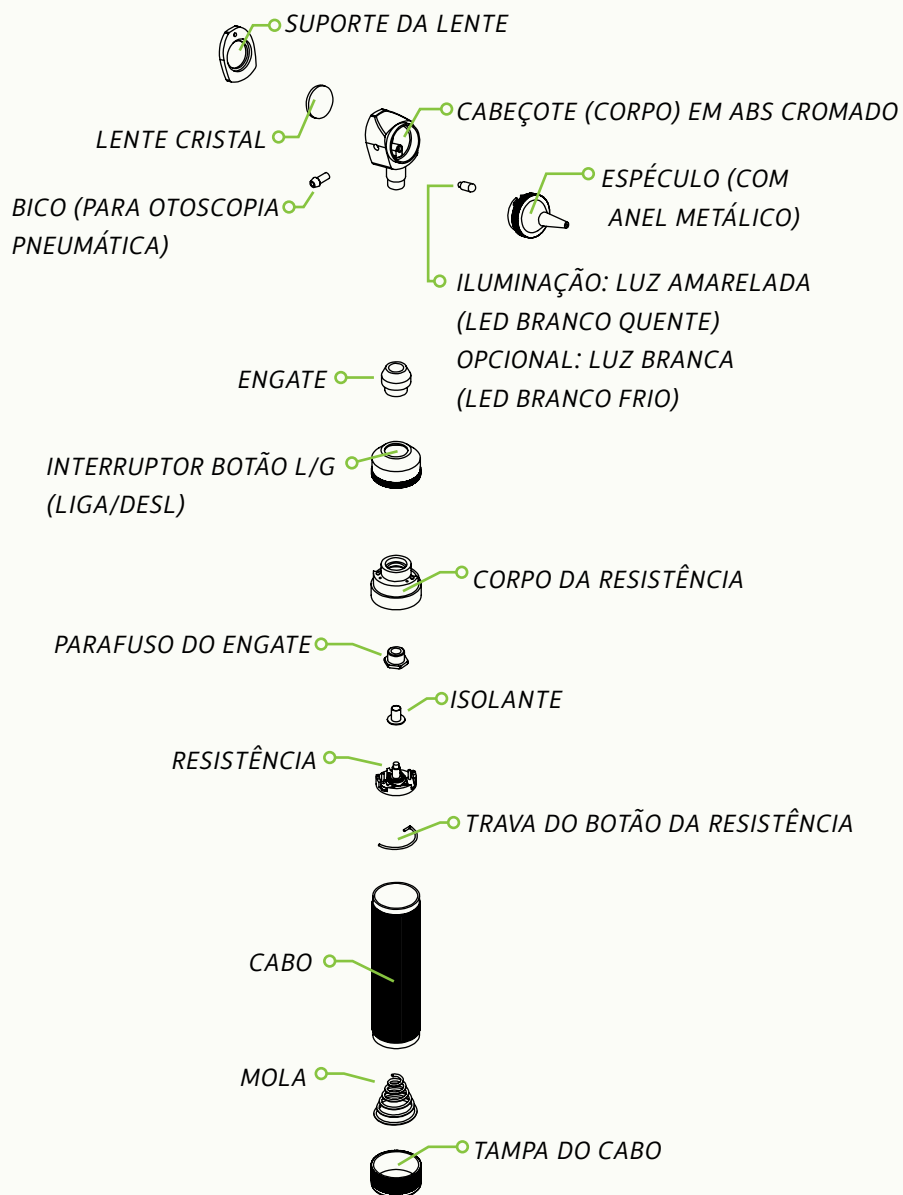 SUPORTE DA LENTE
CABEÇOTE (CORPO) EM ABS CROMADO
LENTE CRISTAL
ESPÉCULO (COM
ANEL METÁLICO)
BICO (PARA OTOSCOPIA
PNEUMÁTICA)
ILUMINAÇÃO: LUZ AMARELADA
(LED BRANCO QUENTE)
OPCIONAL: LUZ BRANCA
(LED BRANCO FRIO)
ENGATE
INTERRUPTOR BOTÃO L/G
(LIGA/DESL)
CORPO DA RESISTÊNCIA
PARAFUSO DO ENGATE
ISOLANTE
RESISTÊNCIA
TRAVA DO BOTÃO DA RESISTÊNCIA
CABO
MOLA
TAMPA DO CABO